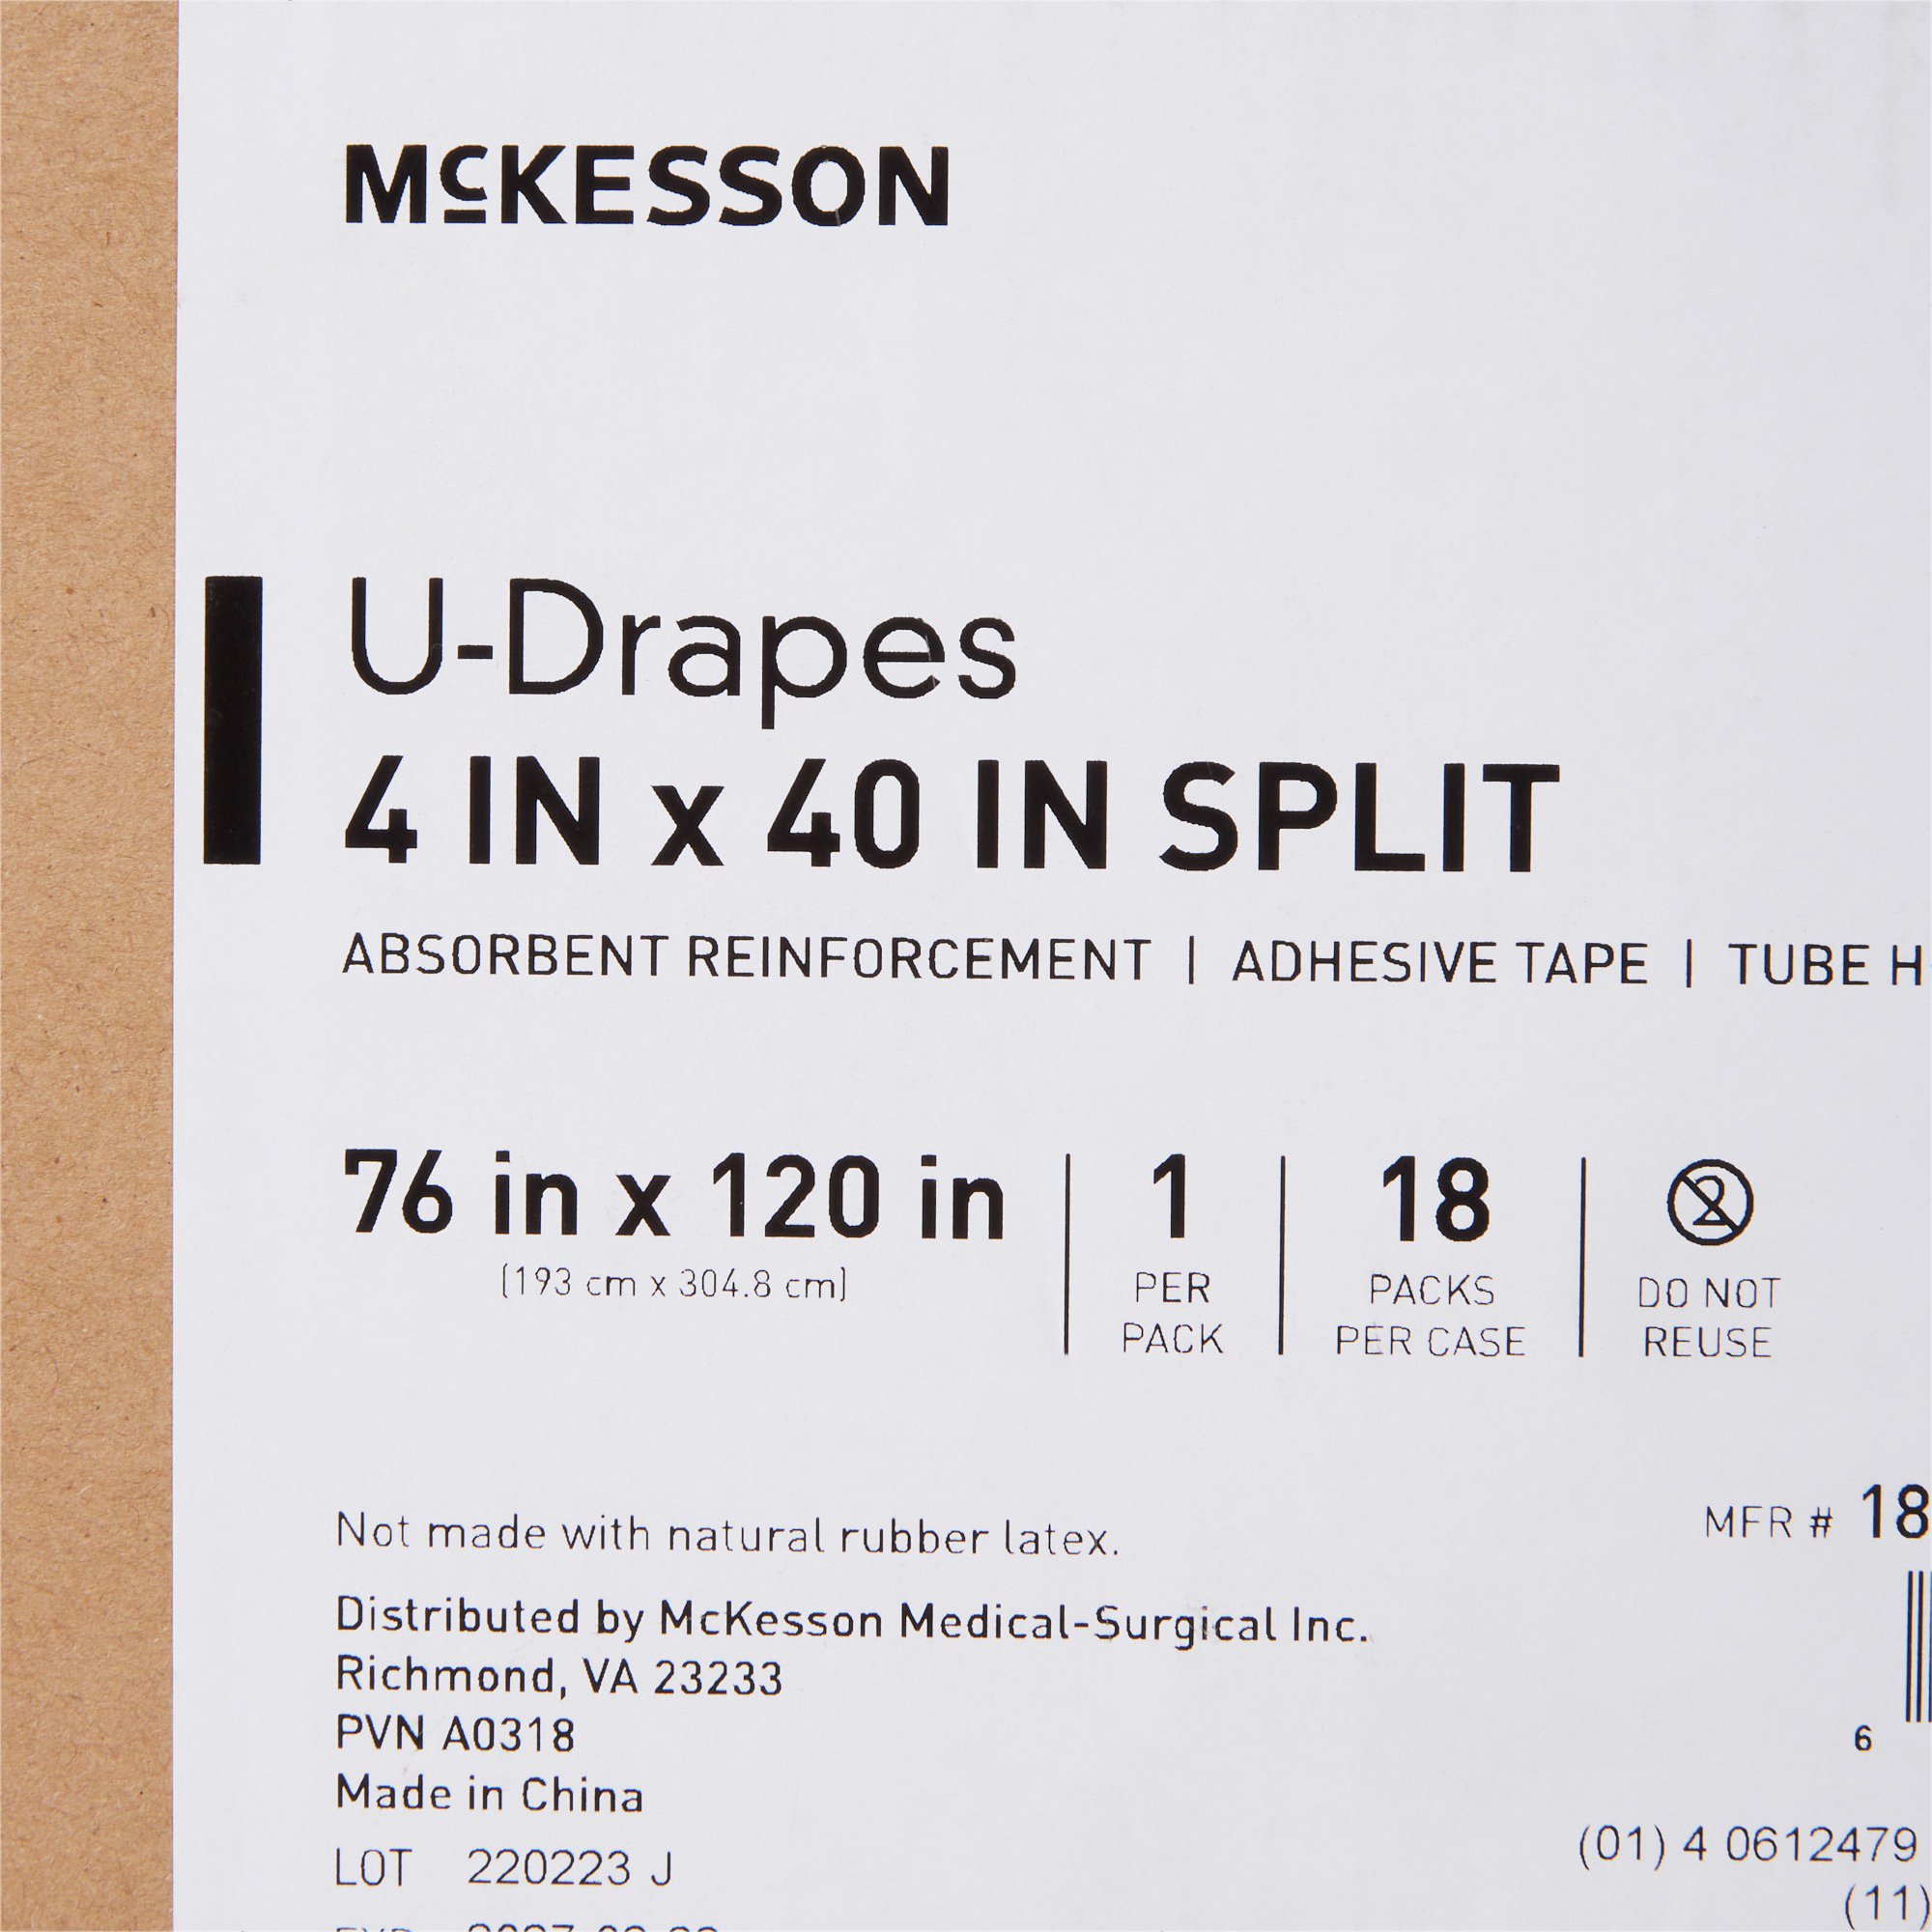 McKESSON
U-Drapes
4 IN x 40 IN SPLIT
ABSORBENT REINFORCEMENT | ADHESIVE TAPE | TUBE H
76 in x 120 in
(193 cm x 304.8 cm)
1
PER
PACK
18
PACKS
PER CASE
2
DO NOT
REUSE
Not made with natural rubber latex.
Distributed by McKesson Medical-Surgical Inc.
Richmond, VA 23233
PVN A0318
Made in China
LOT 220223 J
MFR # 18
6
(01) 4 0612479
(11)